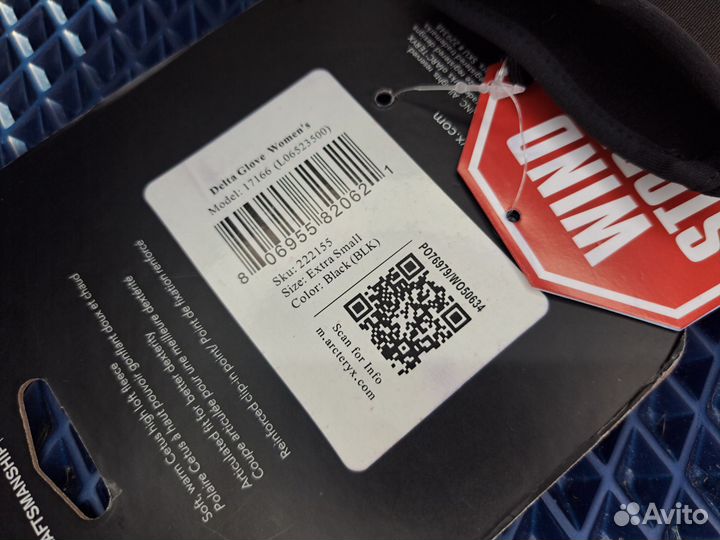 Delta Glove Women's
Model: 17166 (L06523500)
8 06955 82062 1
Sku: 222155
Size: Extra Small
Color: Black(BLK)
PO76979/WO50634
Scan for Info
m.arcteryx.com
Soft, warm Cetus high loft fleece
Polaire Cetus à haut pouvoir gonflant doux et chaud
Articulated fit for better dexterity
Coupe articulée pour une meilleure dextérité
Reinforced clip-in point/ Point de fixation renforcé
x.com
WIND
STO
Avito